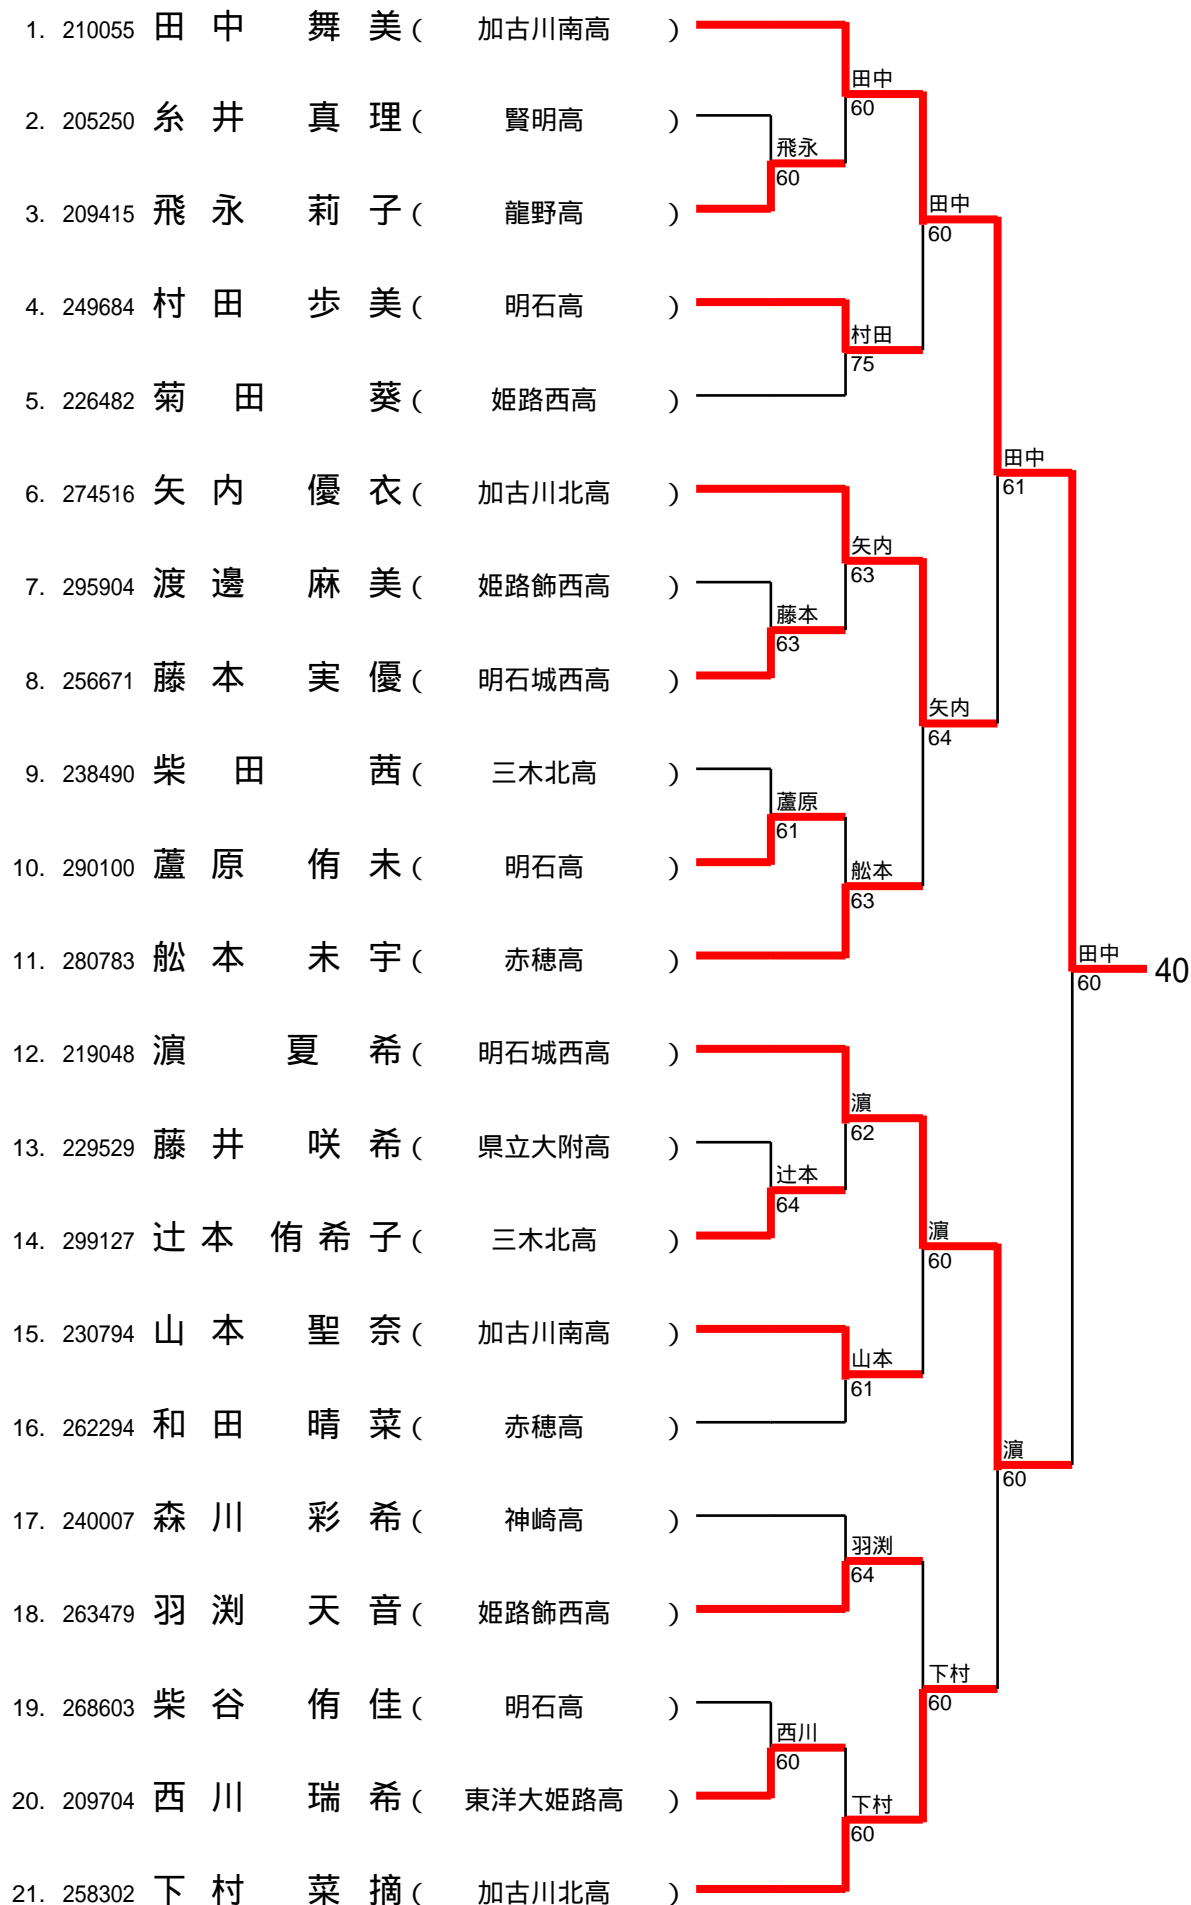 1. 210055 田中 舞美 ( 加古川南高 )
田中
60
2. 205250 糸井 真理 ( 賢明高 )
飛永
60
3. 209415 飛永 莉子 ( 龍野高 )
田中
60
4. 249684 村田 歩美 ( 明石高 )
村田
75
5. 226482 菊田 葵 ( 姫路西高 )
田中
61
6. 274516 矢内 優衣 ( 加古川北高 )
矢内
63
7. 295904 渡邊 麻美 ( 姫路飾西高 )
藤本
63
8. 256671 藤本 実優 ( 明石城西高 )
矢内
64
9. 238490 柴田 茜 ( 三木北高 )
蘆原
61
10. 290100 蘆原 侑未 ( 明石高 )
舩本
63
11. 280783 舩本 未宇 ( 赤穂高 )
田中
60
40
12. 219048 濵 夏希 ( 明石城西高 )
濵
62
13. 229529 藤井 咲希 ( 県立大附高 )
辻本
64
14. 299127 辻本 侑希子 ( 三木北高 )
濵
60
15. 230794 山本 聖奈 ( 加古川南高 )
山本
61
16. 262294 和田 晴菜 ( 赤穂高 )
濵
60
17. 240007 森川 彩希 ( 神崎高 )
羽渕
64
18. 263479 羽渕 天音 ( 姫路飾西高 )
下村
60
19. 268603 柴谷 侑佳 ( 明石高 )
西川
60
20. 209704 西川 瑞希 ( 東洋大姫路高 )
下村
60
21. 258302 下村 菜摘 ( 加古川北高 )